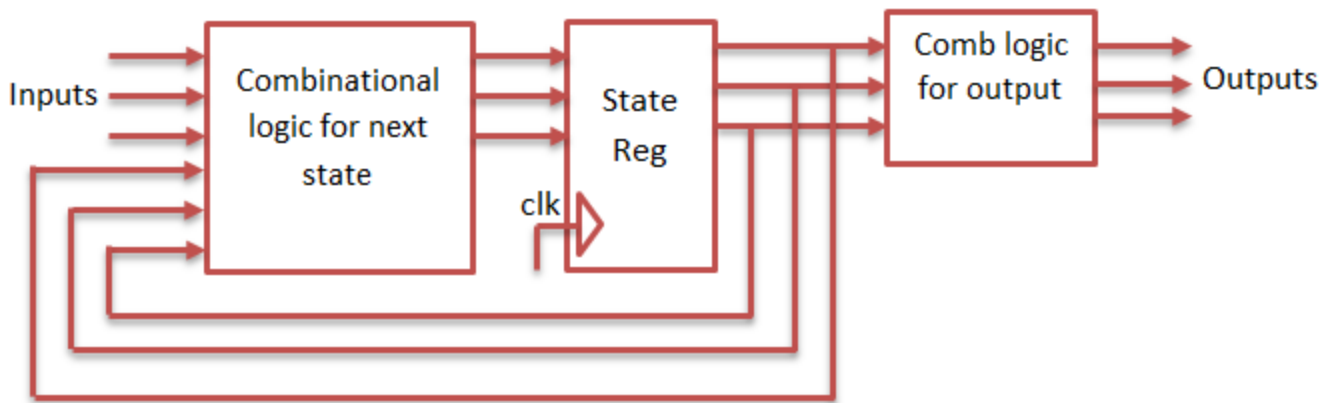 Inputs
Combinational
logic for next
state
State
Reg
clk
Comb logic
for output
Outputs